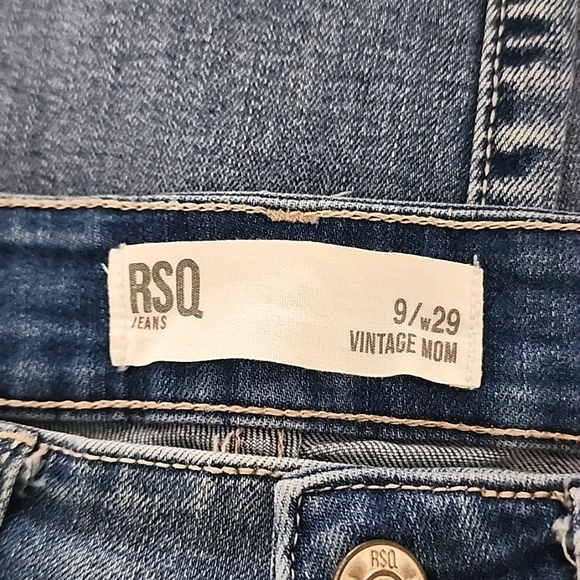 RSQ
JEANS
9/w29
VINTAGE MOM
RSQ